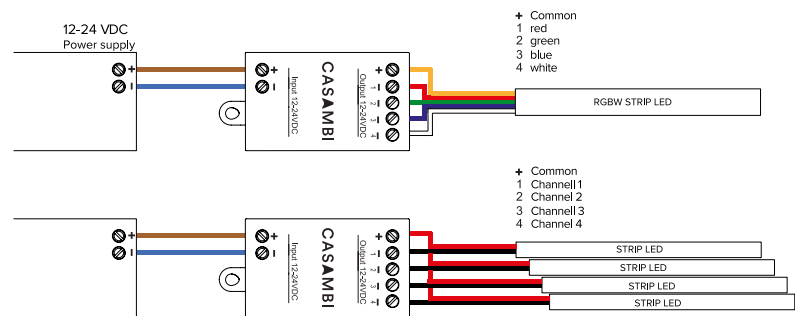 12-24 VDC
Power supply
+ Common
1 red
2 green
3 blue
4 white
+
-
+
-
Input 12-24VDC
CASAMBI
Output 12-24VDC
+
1 -
2 -
3 -
4 -
RGBW STRIP LED
+ Common
1 Channell 1
2 Channel 2
3 Channell 3
4 Channel 4
+
-
+
-
Input 12-24VDC
CASAMBI
Output 12-24VDC
+
1 -
2 -
3 -
4 -
STRIP LED
STRIP LED
STRIP LED
STRIP LED